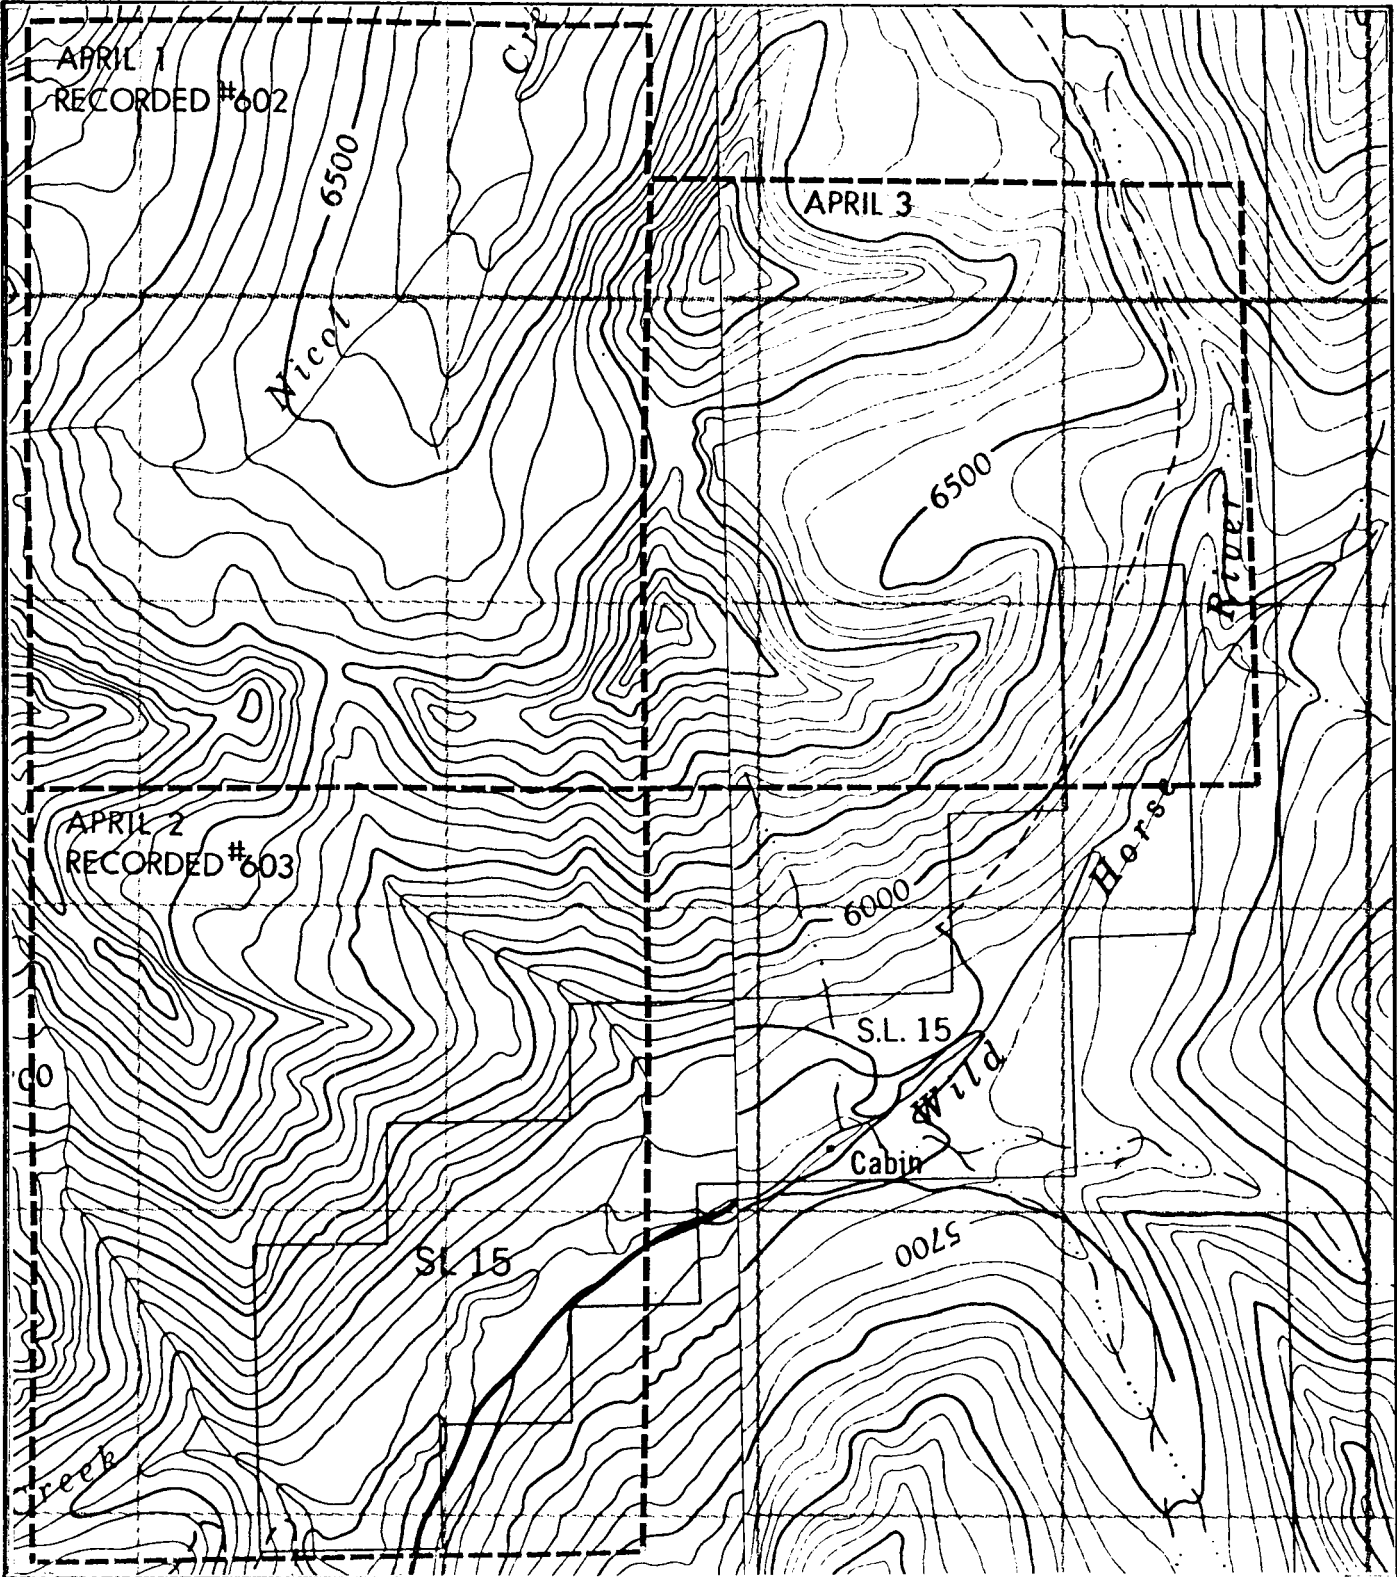 APRIL 1
RECORDED #602
Cre
6500
APRIL 3
Nicol
6500
River
APRIL 2
RECORDED #603
Horse
6000
S.L. 15
Wild
Cabin
SL 15
5700
Creek